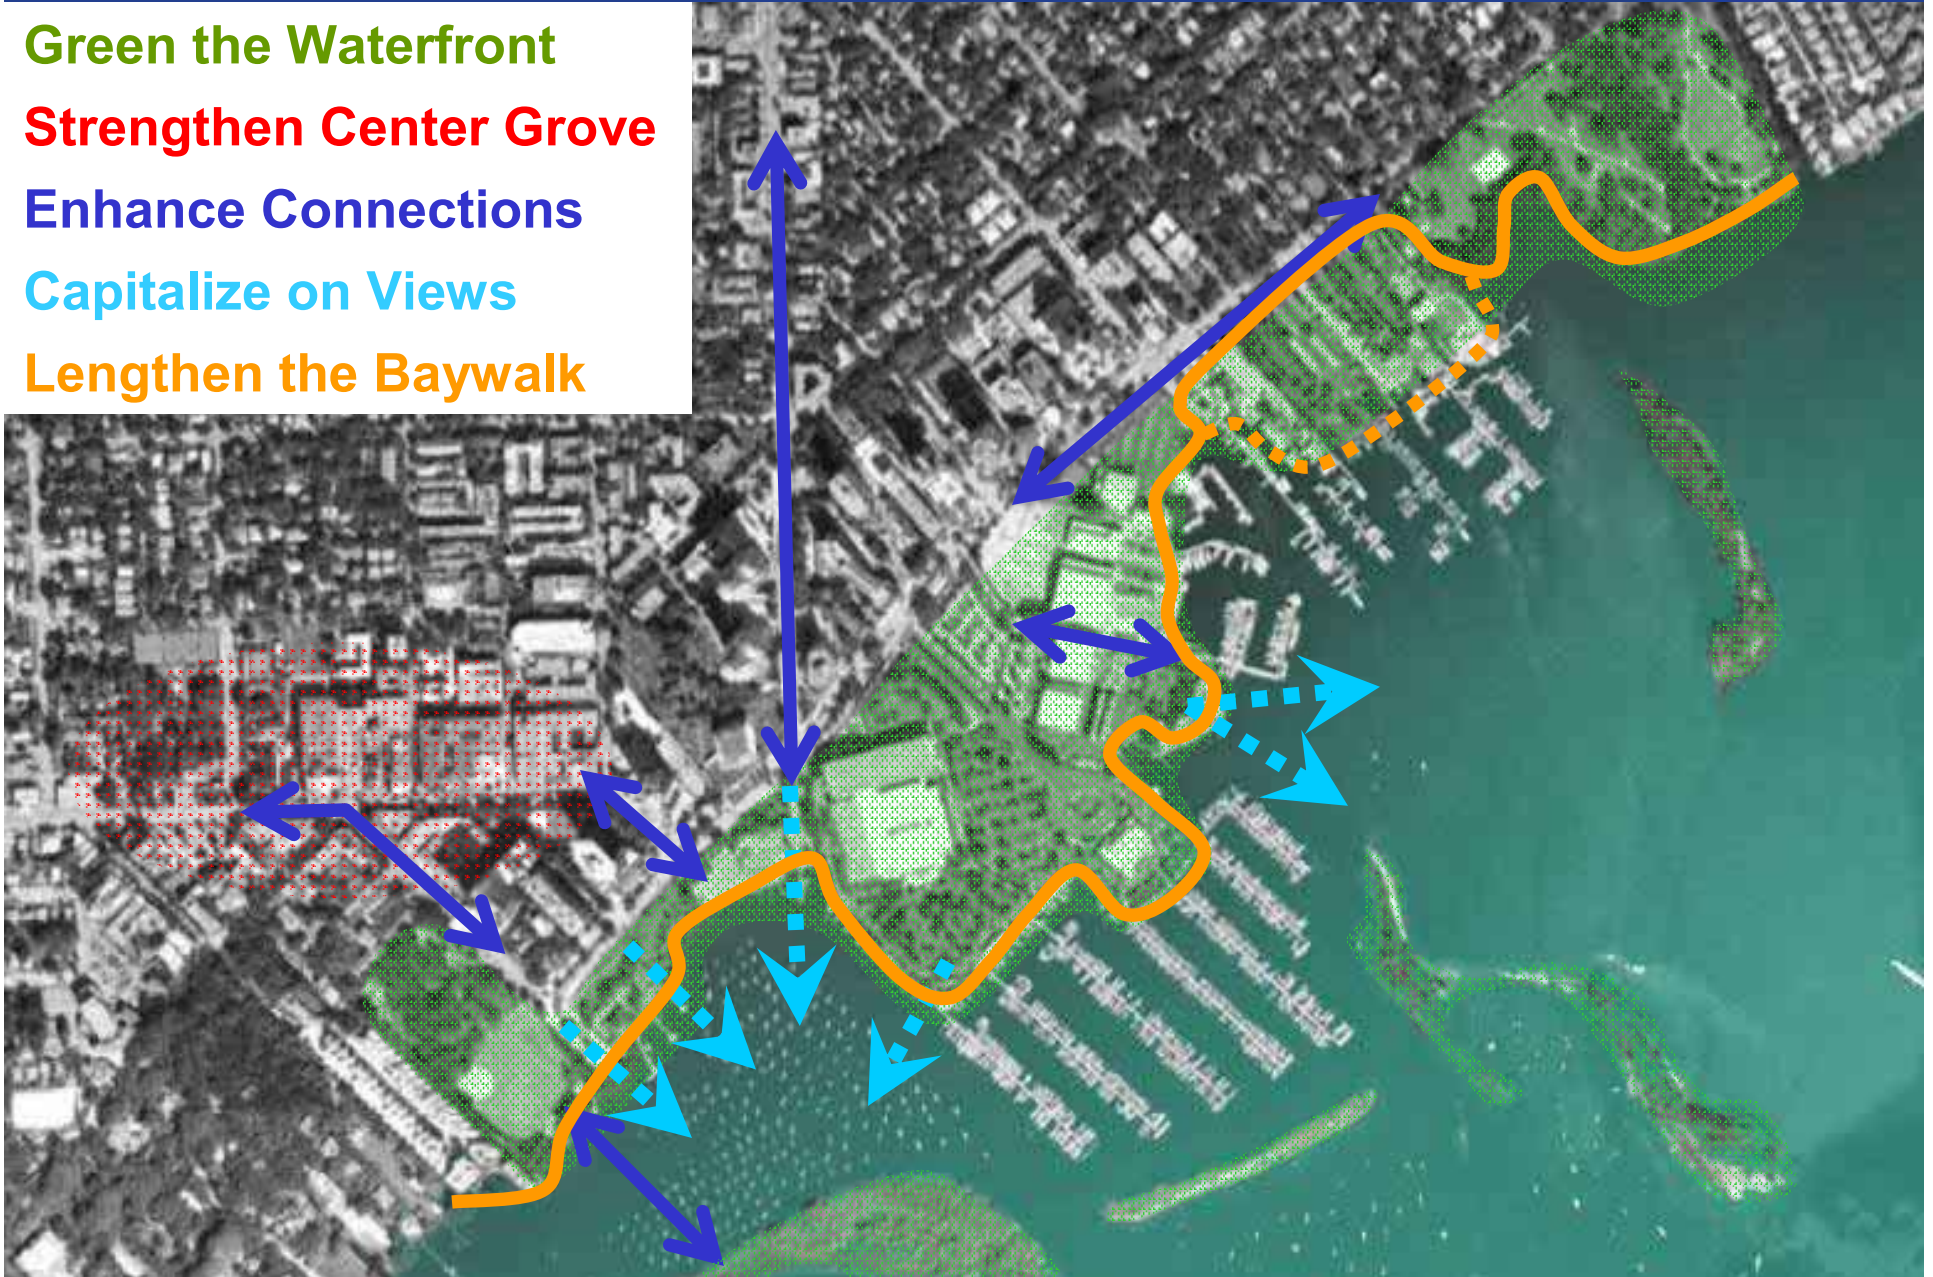 Green the Waterfront
Strengthen Center Grove
Enhance Connections
Capitalize on Views
Lengthen the Baywalk